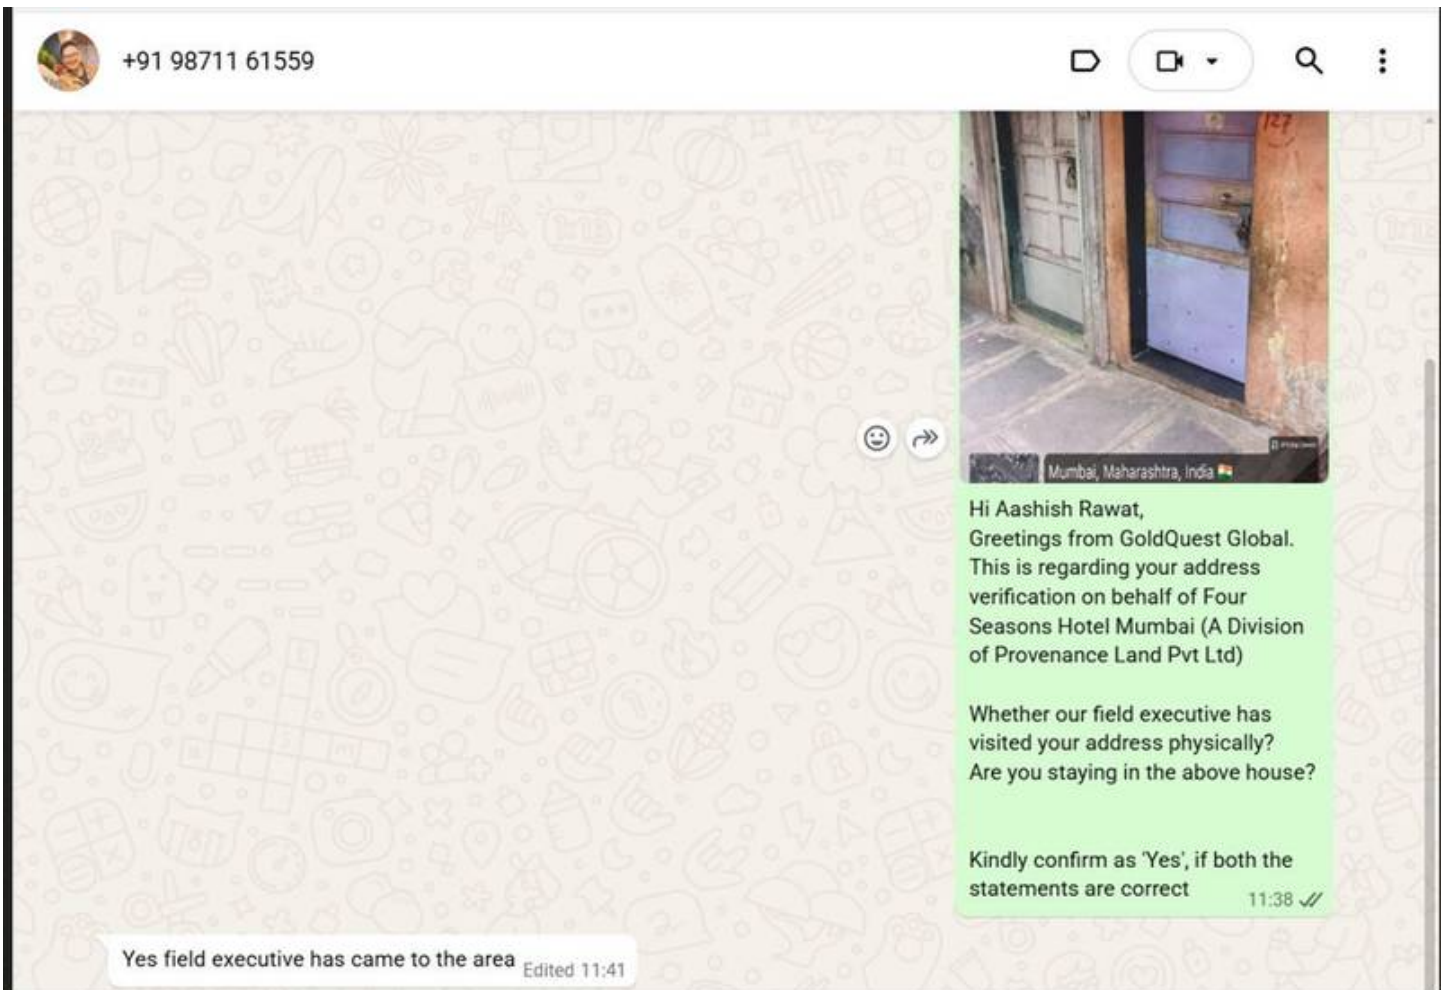 +91 98711 61559
127
Mumbai, Maharashtra, India
Hi Aashish Rawat,
Greetings from GoldQuest Global.
This is regarding your address
verification on behalf of Four
Seasons Hotel Mumbai (A Division
of Provenance Land Pvt Ltd)
Whether our field executive has
visited your address physically?
Are you staying in the above house?
Kindly confirm as 'Yes', if both the
statements are correct
11:38
Yes field executive has came to the area
Edited 11:41